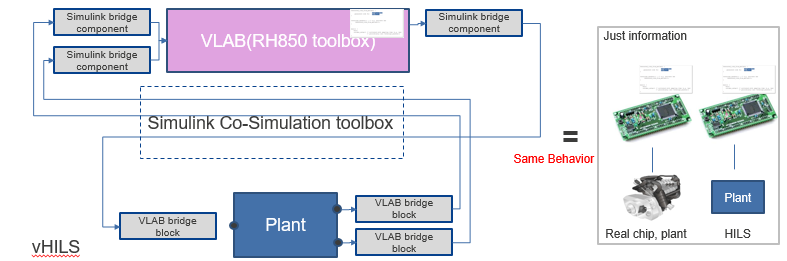 Simulink bridge
component
Simulink bridge
component
VLAB(RH850 toolbox)
Simulink bridge
component
Simulink Co-Simulation toolbox
VLAB bridge
block
Plant
VLAB bridge
block
VLAB bridge
block
vHILS
=
Same Behavior
Just information
Plant
Real chip, plant
HILS